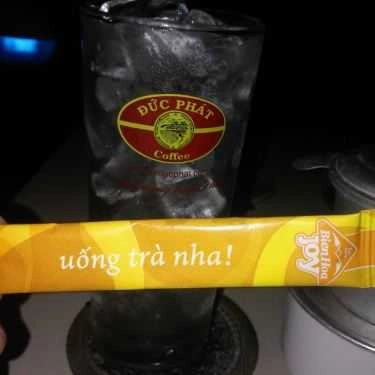 ĐỨC PHÁT
Coffee
uống trà nha!
Biên Hòa
JOY